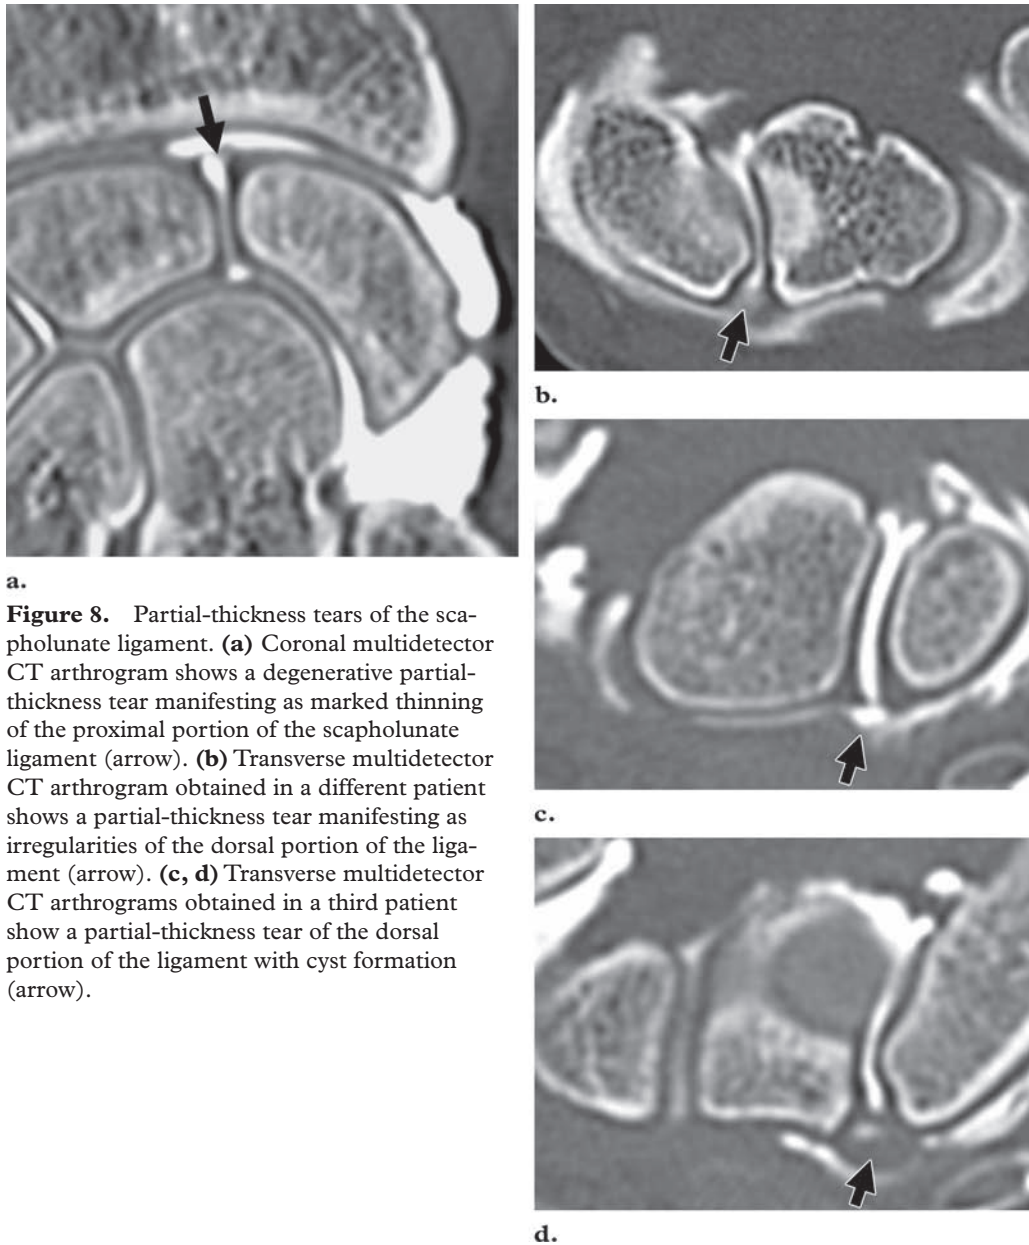 a.
Figure 8. Partial-thickness tears of the sca-
pholunate ligament. (a) Coronal multidetector
CT arthrogram shows a degenerative partial-
thickness tear manifesting as marked thinning
of the proximal portion of the scapholunate
ligament (arrow). (b) Transverse multidetector
CT arthrogram obtained in a different patient
shows a partial-thickness tear manifesting as
irregularities of the dorsal portion of the liga-
ment (arrow). (c, d) Transverse multidetector
CT arthrograms obtained in a third patient
show a partial-thickness tear of the dorsal
portion of the ligament with cyst formation
(arrow).
b.
c.
d.